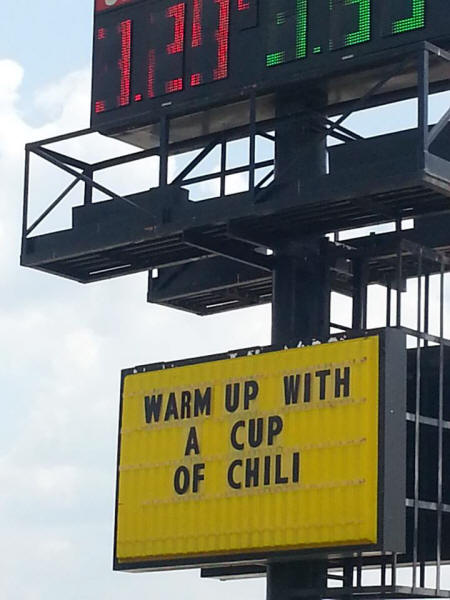 WARM UP WITH
A CUP
OF CHILI